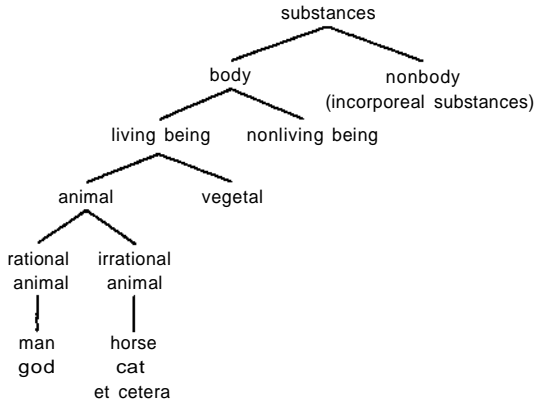 substances
body
nonbody
(incorporeal substances)
living being
nonliving being
animal
vegetal
rational
animal
irrational
animal
man
god
horse
cat
et cetera